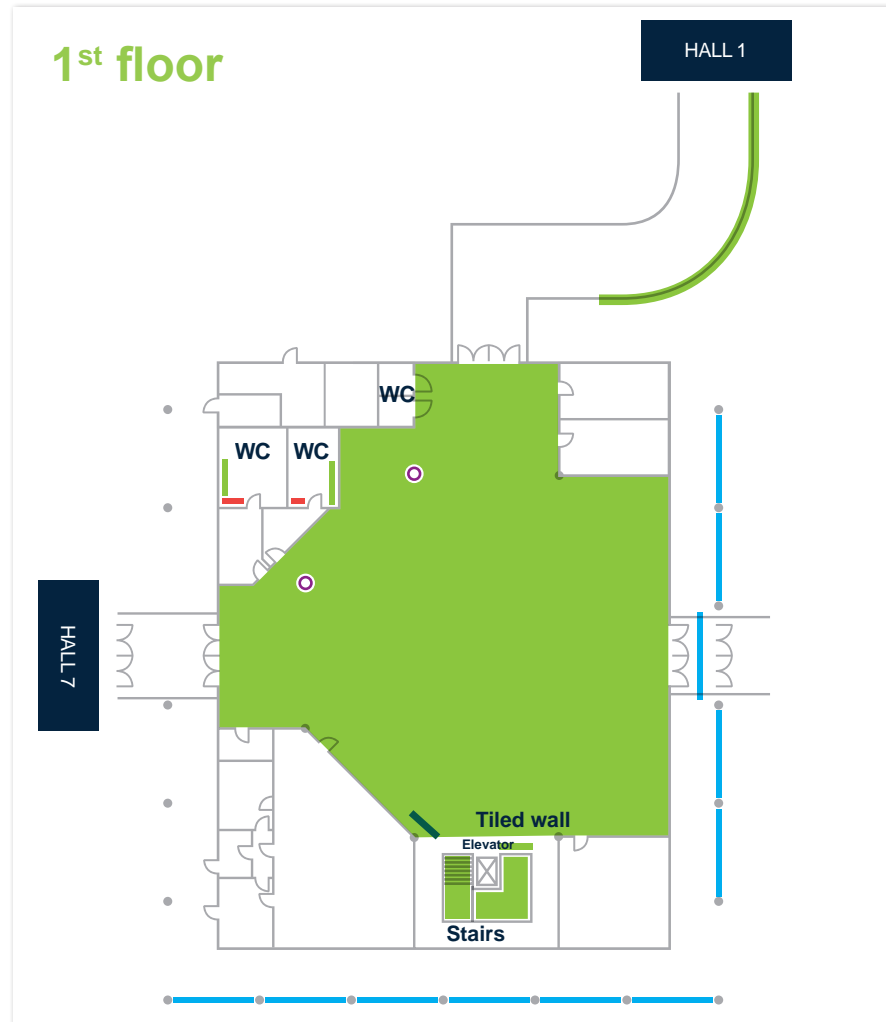 1st floor
HALL 1
WC
WC
WC
HALL 7
Tiled wall
Elevator
Stairs